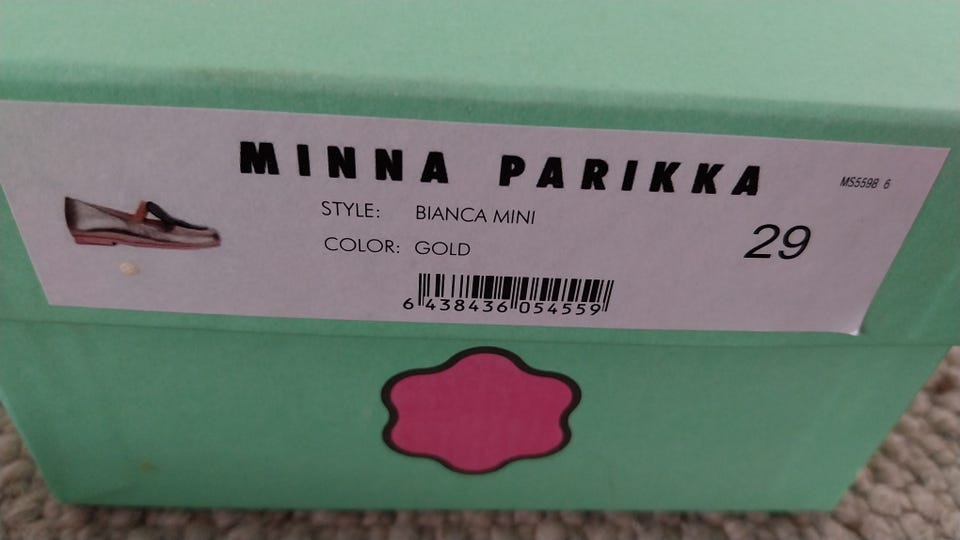 MINNA PARIKKA
MS5598 6
STYLE: BIANCA MINI
COLOR: GOLD
29
6 438436 054559